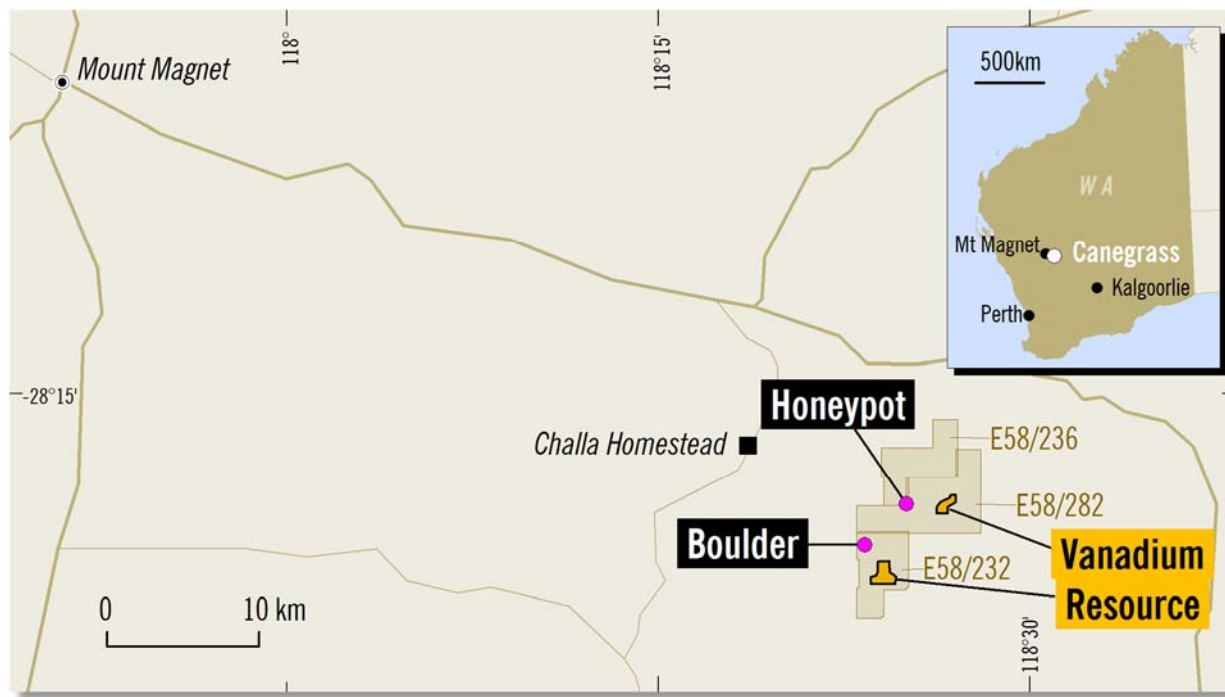 Mount Magnet
118°
118°15'
500km
WA
Mt Magnet
Canegrass
Kalgoorlie
Perth
-28°15'
Honeypot
Challa Homestead
E58/236
E58/282
Boulder
Vanadium
Resource
E58/232
0 10 km
118°30'